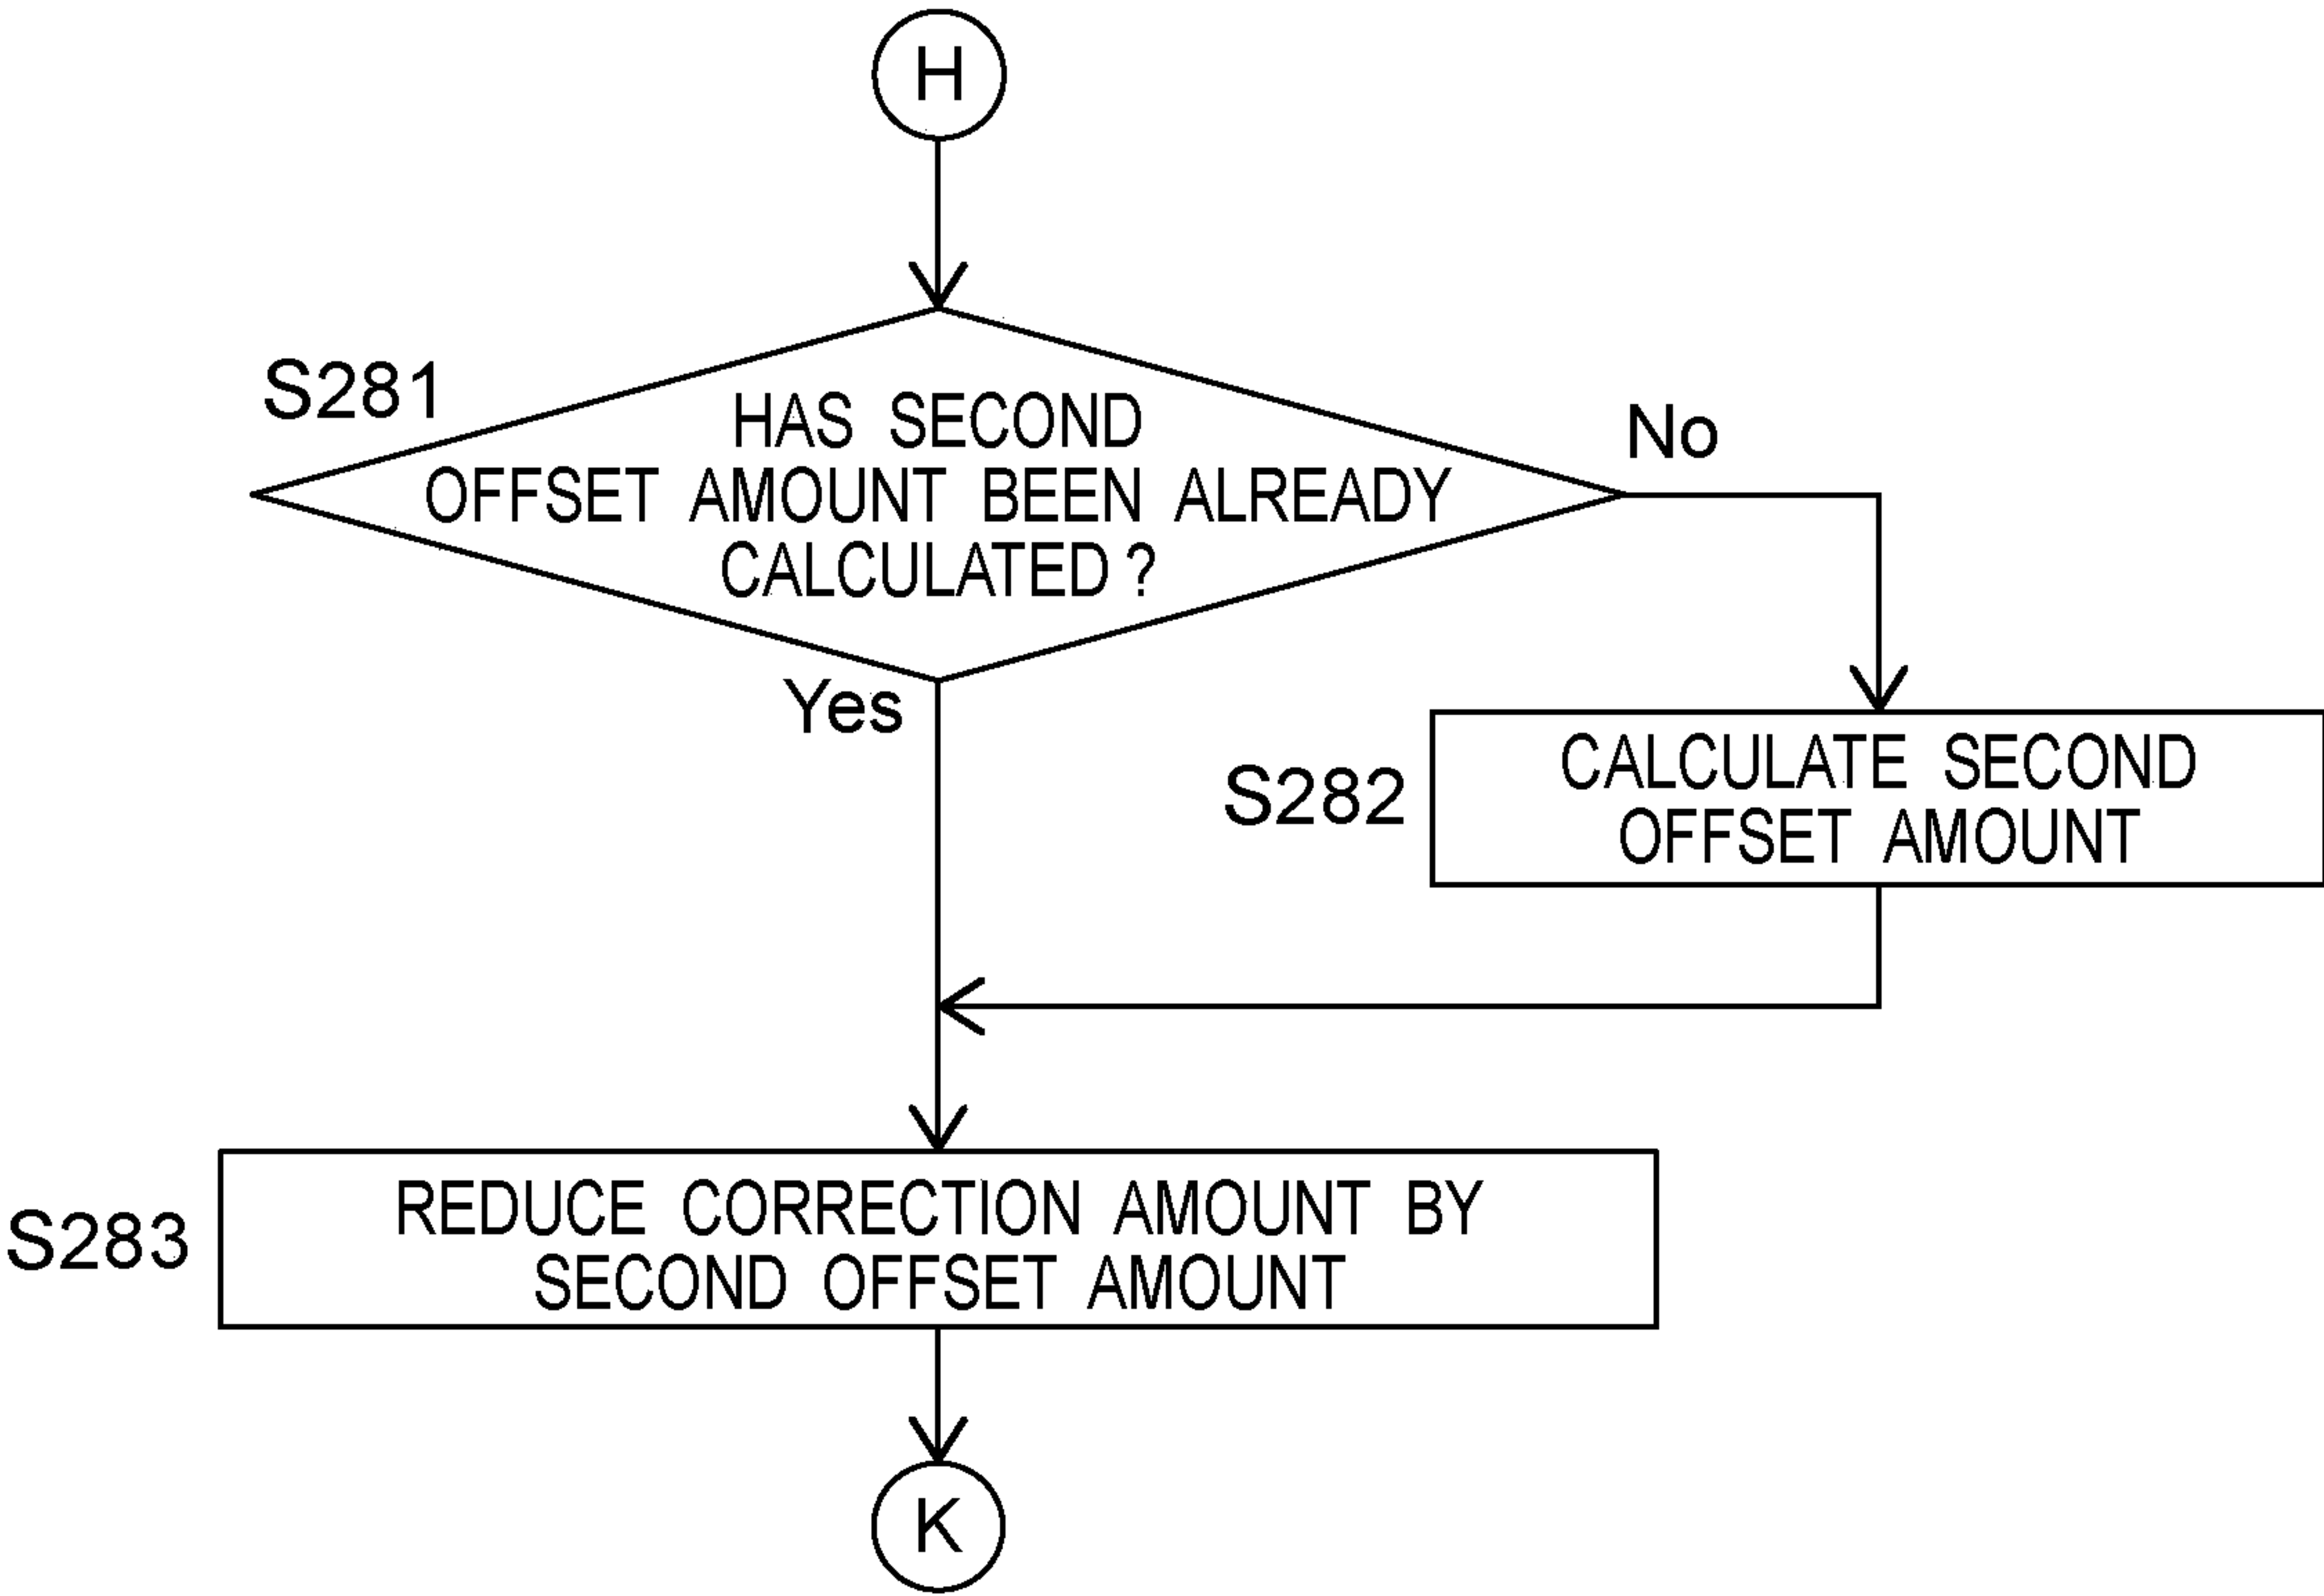 H
S281
HAS SECOND
OFFSET AMOUNT BEEN ALREADY
CALCULATED ?
No
Yes
S282
CALCULATE SECOND
OFFSET AMOUNT
S283
REDUCE CORRECTION AMOUNT BY
SECOND OFFSET AMOUNT
K